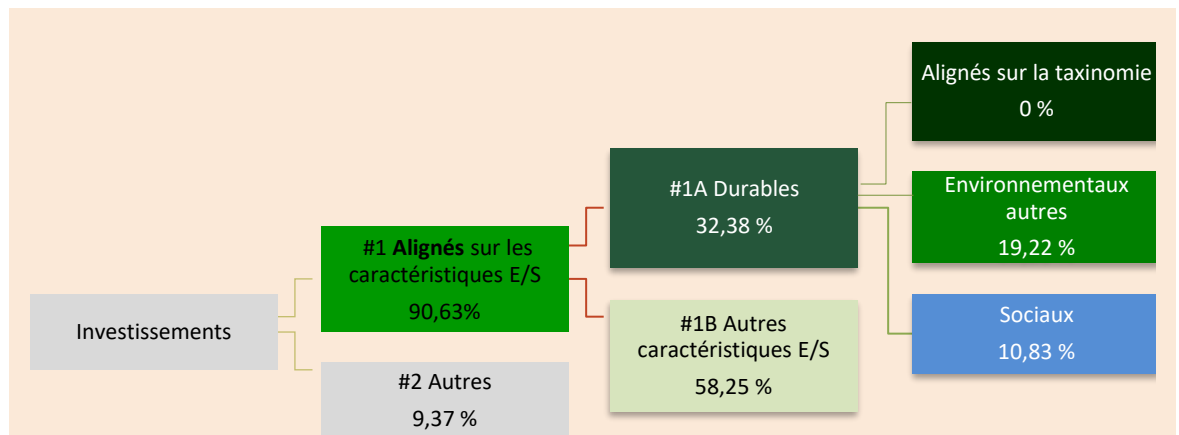 Investissements
#1 Alignés sur les
caractéristiques E/S
90,63%
#2 Autres
9,37 %
#1A Durables
32,38 %
#1B Autres
caractéristiques E/S
58,25 %
Alignés sur la taxinomie
0 %
Environnementaux
autres
19,22 %
Sociaux
10,83 %